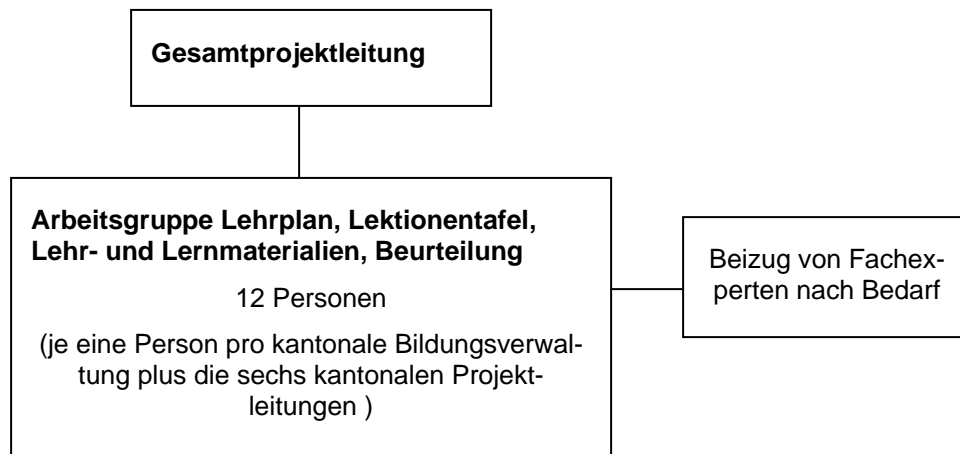 Gesamtprojektleitung
Arbeitsgruppe Lehrplan, Lektionentafel,
Lehr- und Lernmaterialien, Beurteilung
12 Personen
(je eine Person pro kantonale Bildungsverwal-
tung plus die sechs kantonalen Projekt-
leitungen )
Beizug von Fachex-
perten nach Bedarf